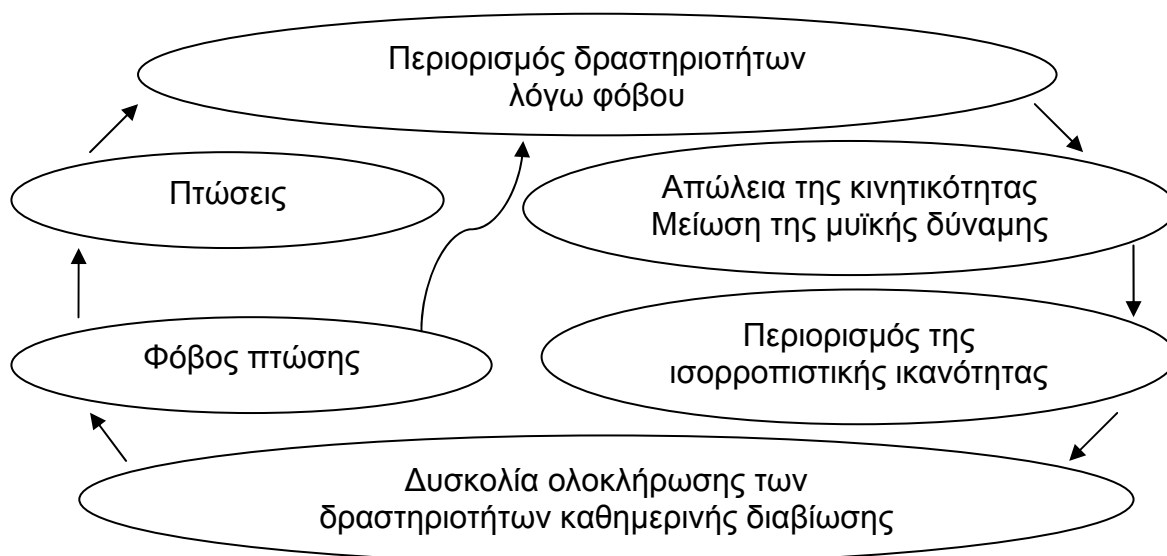 Περιορισμός δραστηριοτήτων
λόγω φόβου
Πτώσεις
Απώλεια της κινητικότητας
Μείωση της μυϊκής δύναμης
Φόβος πτώσης
Περιορισμός της
ισορροπιστικής ικανότητας
Δυσκολία ολοκλήρωσης των
δραστηριοτήτων καθημερινής διαβίωσης